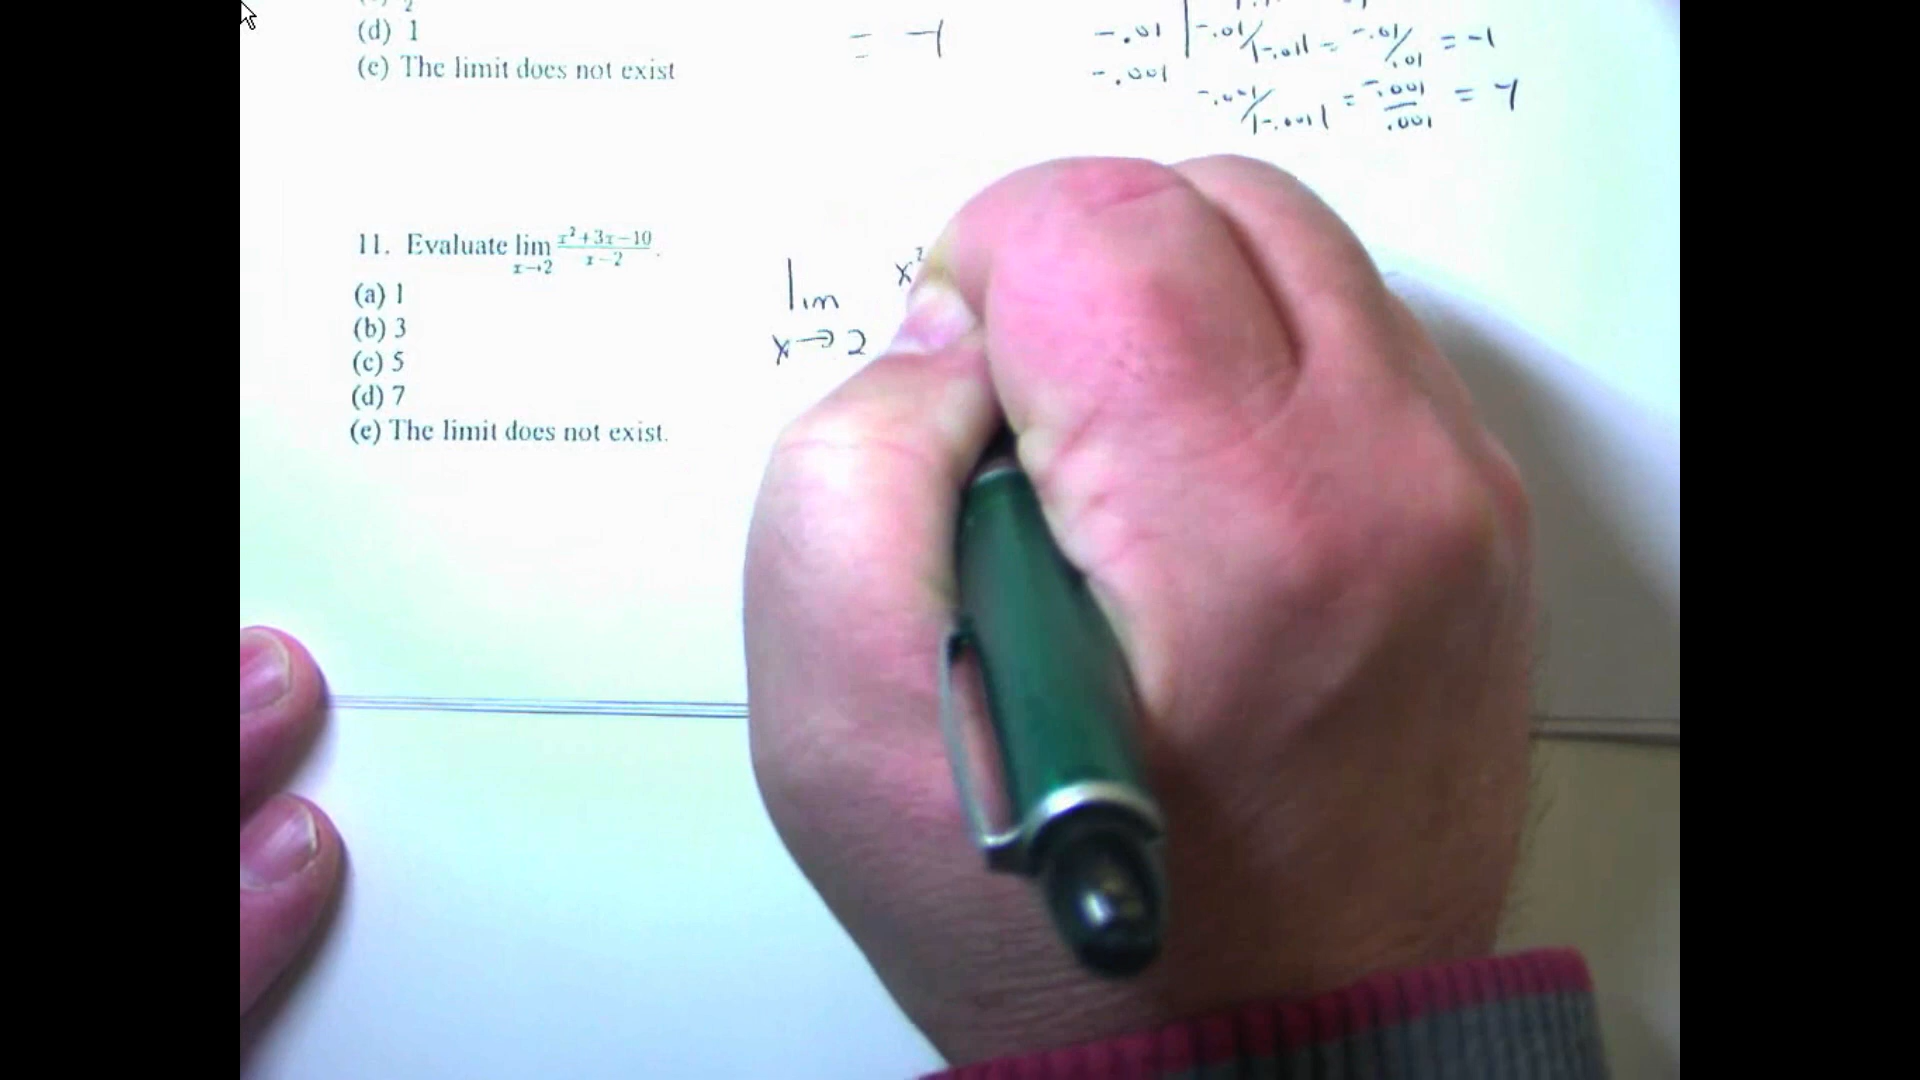 (d) 1
(e) The limit does not exist
= -1
-.01 | -.01/|-.01| = -.01/.01 = -1
-.001
-.001/|-.001| = -.001/.001 = -1
11. Evaluate lim x→2 x²+3x-10/x-2.
(a) 1
(b) 3
(c) 5
(d) 7
(e) The limit does not exist.
lim x→2 x²